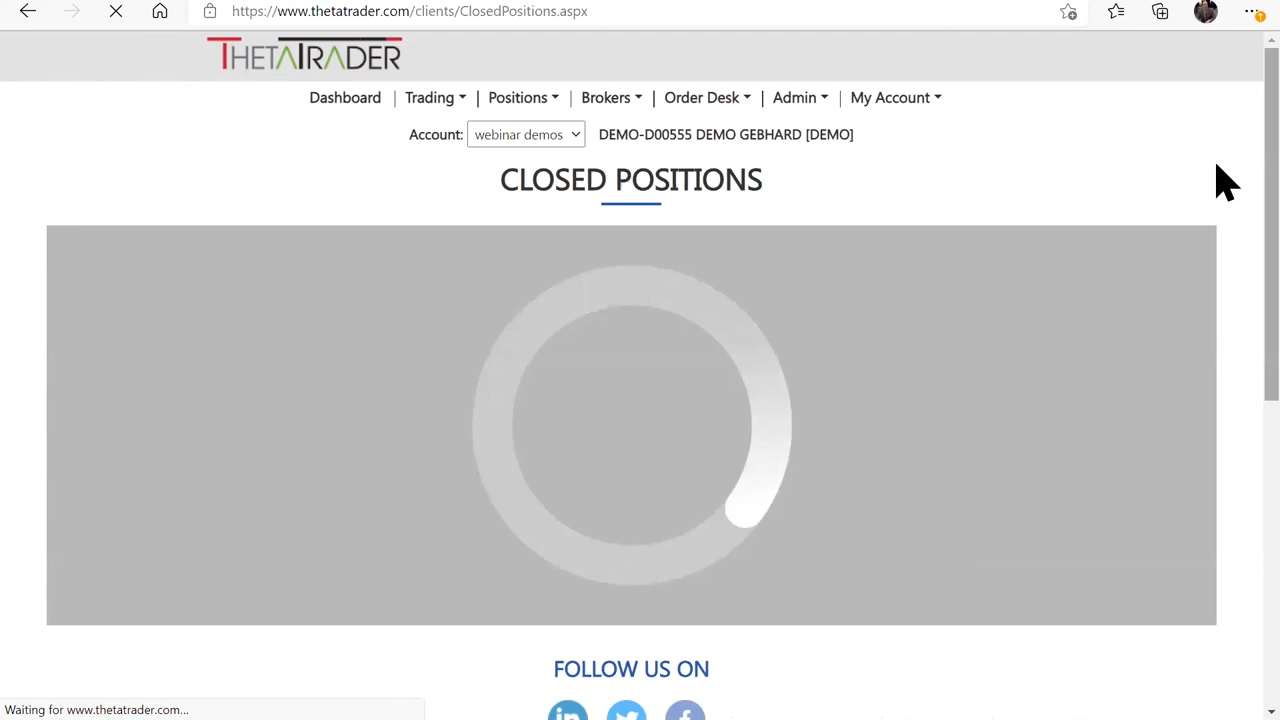 https://www.thetatrader.com/clients/ClosedPositions.aspx
THETATRADER
Dashboard | Trading | Positions | Brokers | Order Desk | Admin | My Account
Account: webinar demos DEMO-D00555 DEMO GEBHARD [DEMO]
CLOSED POSITIONS
FOLLOW US ON
in f
Waiting for www.thetatrader.com...